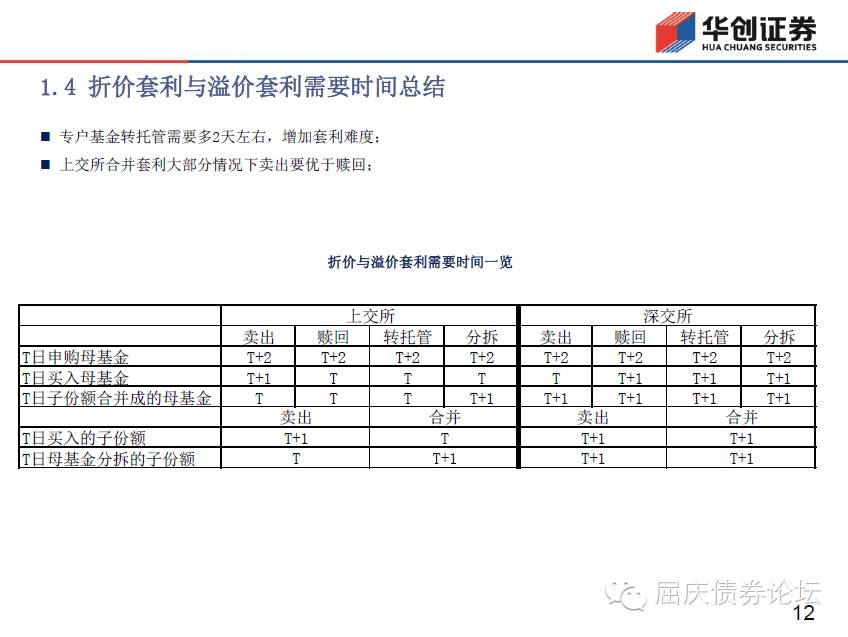 华创证券
HUA CHUANG SECURITIES
1.4 折价套利与溢价套利需要时间总结
■ 专户基金转托管需要多2天左右，增加套利难度；
■ 上交所合并套利大部分情况下卖出要优于赎回；
折价与溢价套利需要时间一览
上交所 深交所
卖出 赎回 转托管 分拆 卖出 赎回 转托管 分拆
T日申购母基金 T+2 T+2 T+2 T+2 T+2 T+2 T+2 T+2
T日买入母基金 T+1 T T T T T+1 T+1 T+1
T日子份额合并成的母基金 T T T T+1 T+1 T+1 T+1 T+1
卖出 合并 卖出 合并
T日买入的子份额 T+1 T T+1 T+1
T日母基金分拆的子份额 T T+1 T+1 T+1
屈庆债券论坛
12